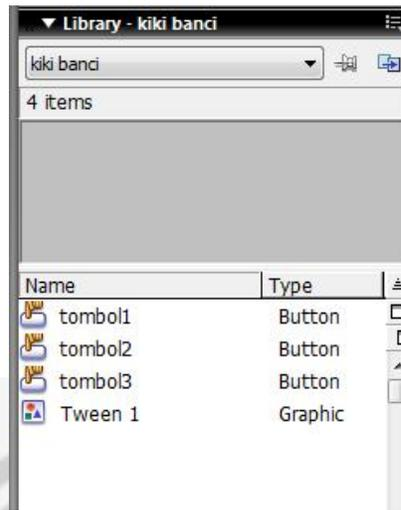 Library - kiki banci
kiki banci
4 items
Name Type
tombol1 Button
tombol2 Button
tombol3 Button
Tween 1 Graphic